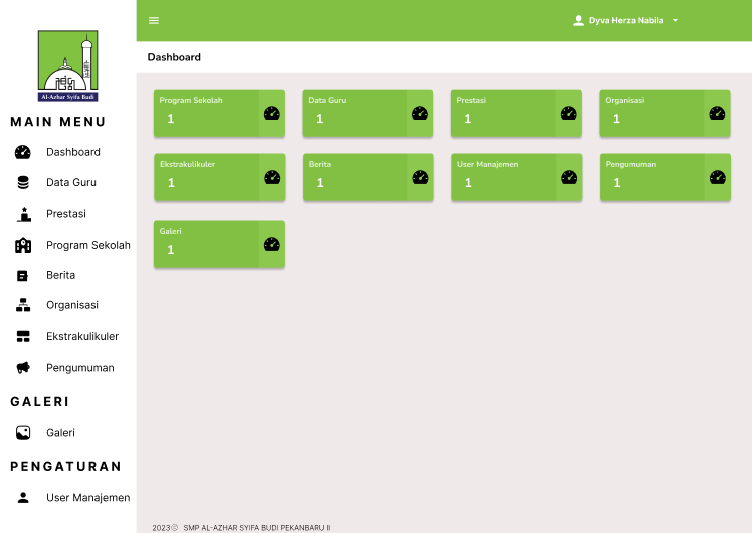 Al-Azhar Syifa Budi
MAIN MENU
Dashboard
Data Guru
Prestasi
Program Sekolah
Berita
Organisasi
Ekstrakulikuler
Pengumuman
GALERI
Galeri
PENGATURAN
User Manajemen
Dyva Herza Nabila
Dashboard
Program Sekolah
1
Data Guru
1
Prestasi
1
Organisasi
1
Ekstrakulikuler
1
Berita
1
User Manajemen
1
Pengumuman
1
Galeri
1
2023© SMP AL-AZHAR SYIFA BUDI PEKANBARU II